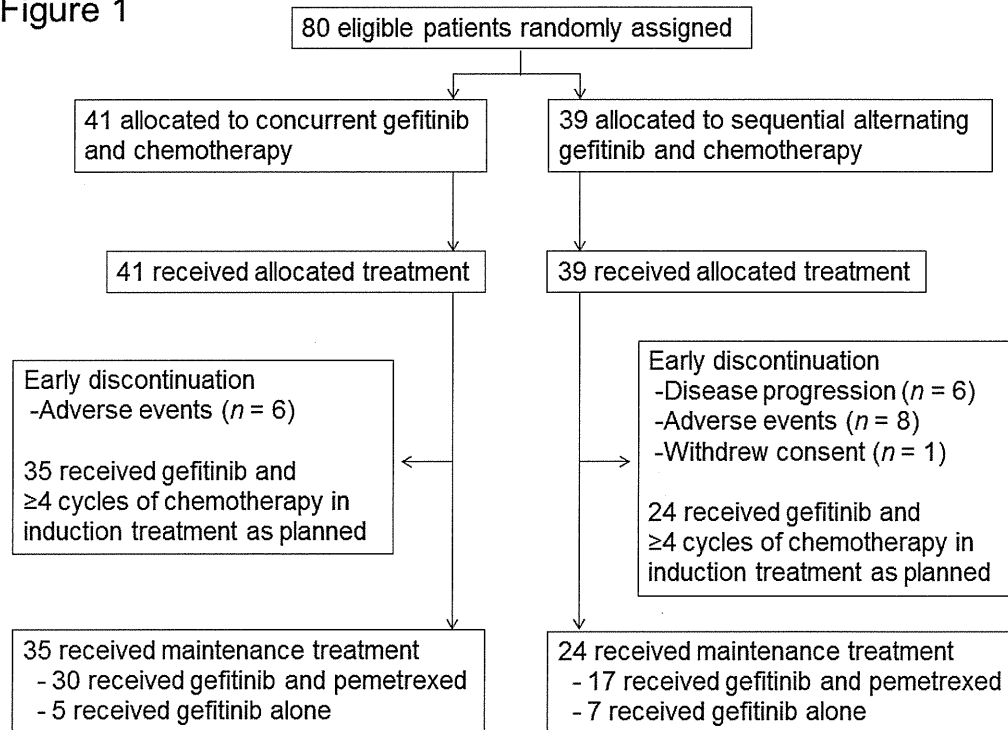 Figure 1
80 eligible patients randomly assigned
41 allocated to concurrent gefitinib
and chemotherapy
39 allocated to sequential alternating
gefitinib and chemotherapy
41 received allocated treatment
39 received allocated treatment
Early discontinuation
-Adverse events (n = 6)
35 received gefitinib and
≥4 cycles of chemotherapy in
induction treatment as planned
Early discontinuation
-Disease progression (n = 6)
-Adverse events (n = 8)
-Withdrew consent (n = 1)
24 received gefitinib and
≥4 cycles of chemotherapy in
induction treatment as planned
35 received maintenance treatment
- 30 received gefitinib and pemetrexed
- 5 received gefitinib alone
24 received maintenance treatment
- 17 received gefitinib and pemetrexed
- 7 received gefitinib alone